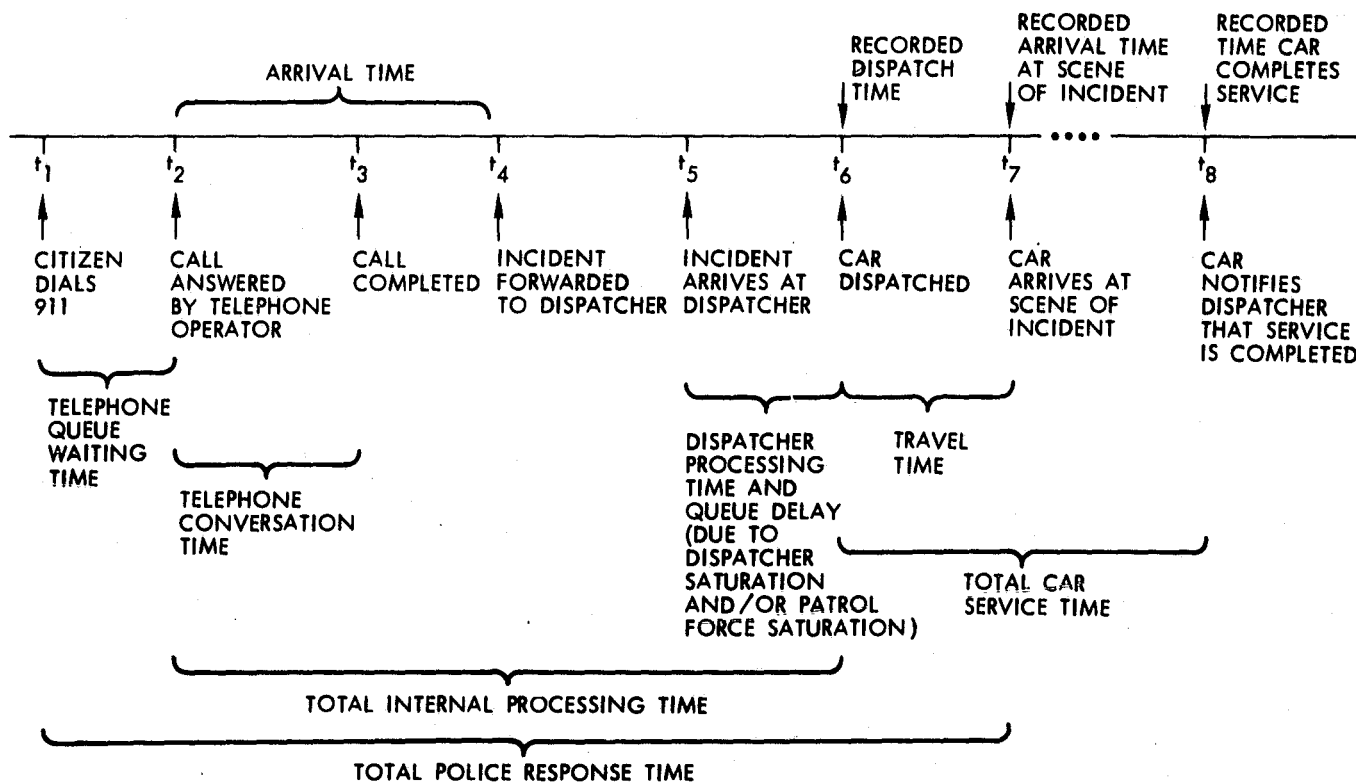 ARRIVAL TIME
RECORDED
DISPATCH
TIME
RECORDED
ARRIVAL TIME
AT SCENE
OF INCIDENT
RECORDED
TIME CAR
COMPLETES
SERVICE
t1
t2
t3
t4
t5
t6
t7
t8
CITIZEN
DIALS
911
CALL
ANSWERED
BY TELEPHONE
OPERATOR
CALL
COMPLETED
INCIDENT
FORWARDED
TO DISPATCHER
INCIDENT
ARRIVES AT
DISPATCHER
CAR
DISPATCHED
CAR
ARRIVES AT
SCENE OF
INCIDENT
CAR
NOTIFIES
DISPATCHER
THAT SERVICE
IS COMPLETED
TELEPHONE
QUEUE
WAITING
TIME
TELEPHONE
CONVERSATION
TIME
DISPATCHER
PROCESSING
TIME AND
QUEUE DELAY
(DUE TO
DISPATCHER
SATURATION
AND/OR PATROL
FORCE SATURATION)
TRAVEL
TIME
TOTAL CAR
SERVICE TIME
TOTAL INTERNAL PROCESSING TIME
TOTAL POLICE RESPONSE TIME